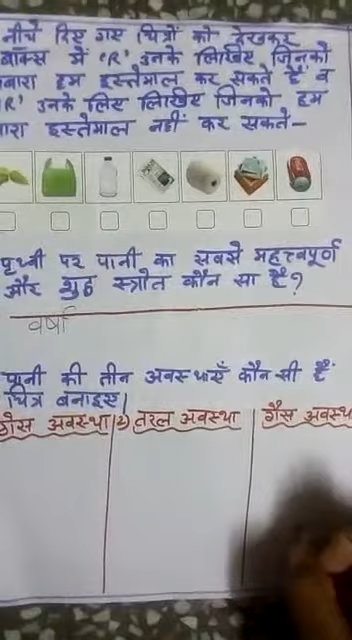 नीचे दिए गए चित्रों को देखकर
बॉक्स में 'R' उनके लिखिए जिनको
हम इस्तेमाल कर सकते हैं व
R' उनके लिए लिखिए जिनको हम
इस्तेमाल नहीं कर सकते–
पृथ्वी पर पानी का सबसे महत्त्वपूर्ण
और शुद्ध स्त्रोत कौन सा है?
वर्षा
पानी की तीन अवस्थाएँ कौन सी हैं
चित्र बनाइए।
ठोस अवस्था 2) तरल अवस्था गैस